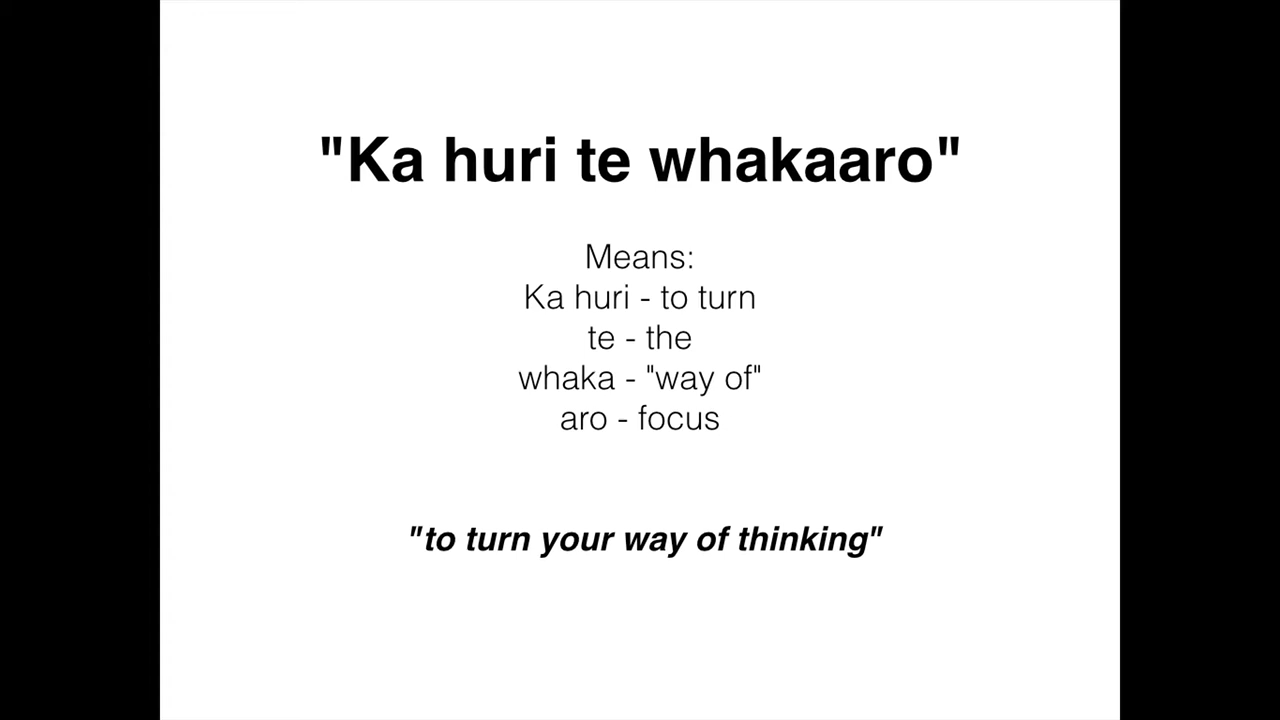 "Ka huri te whakaaro"
Means:
Ka huri - to turn
te - the
whaka - "way of"
aro - focus
"to turn your way of thinking"